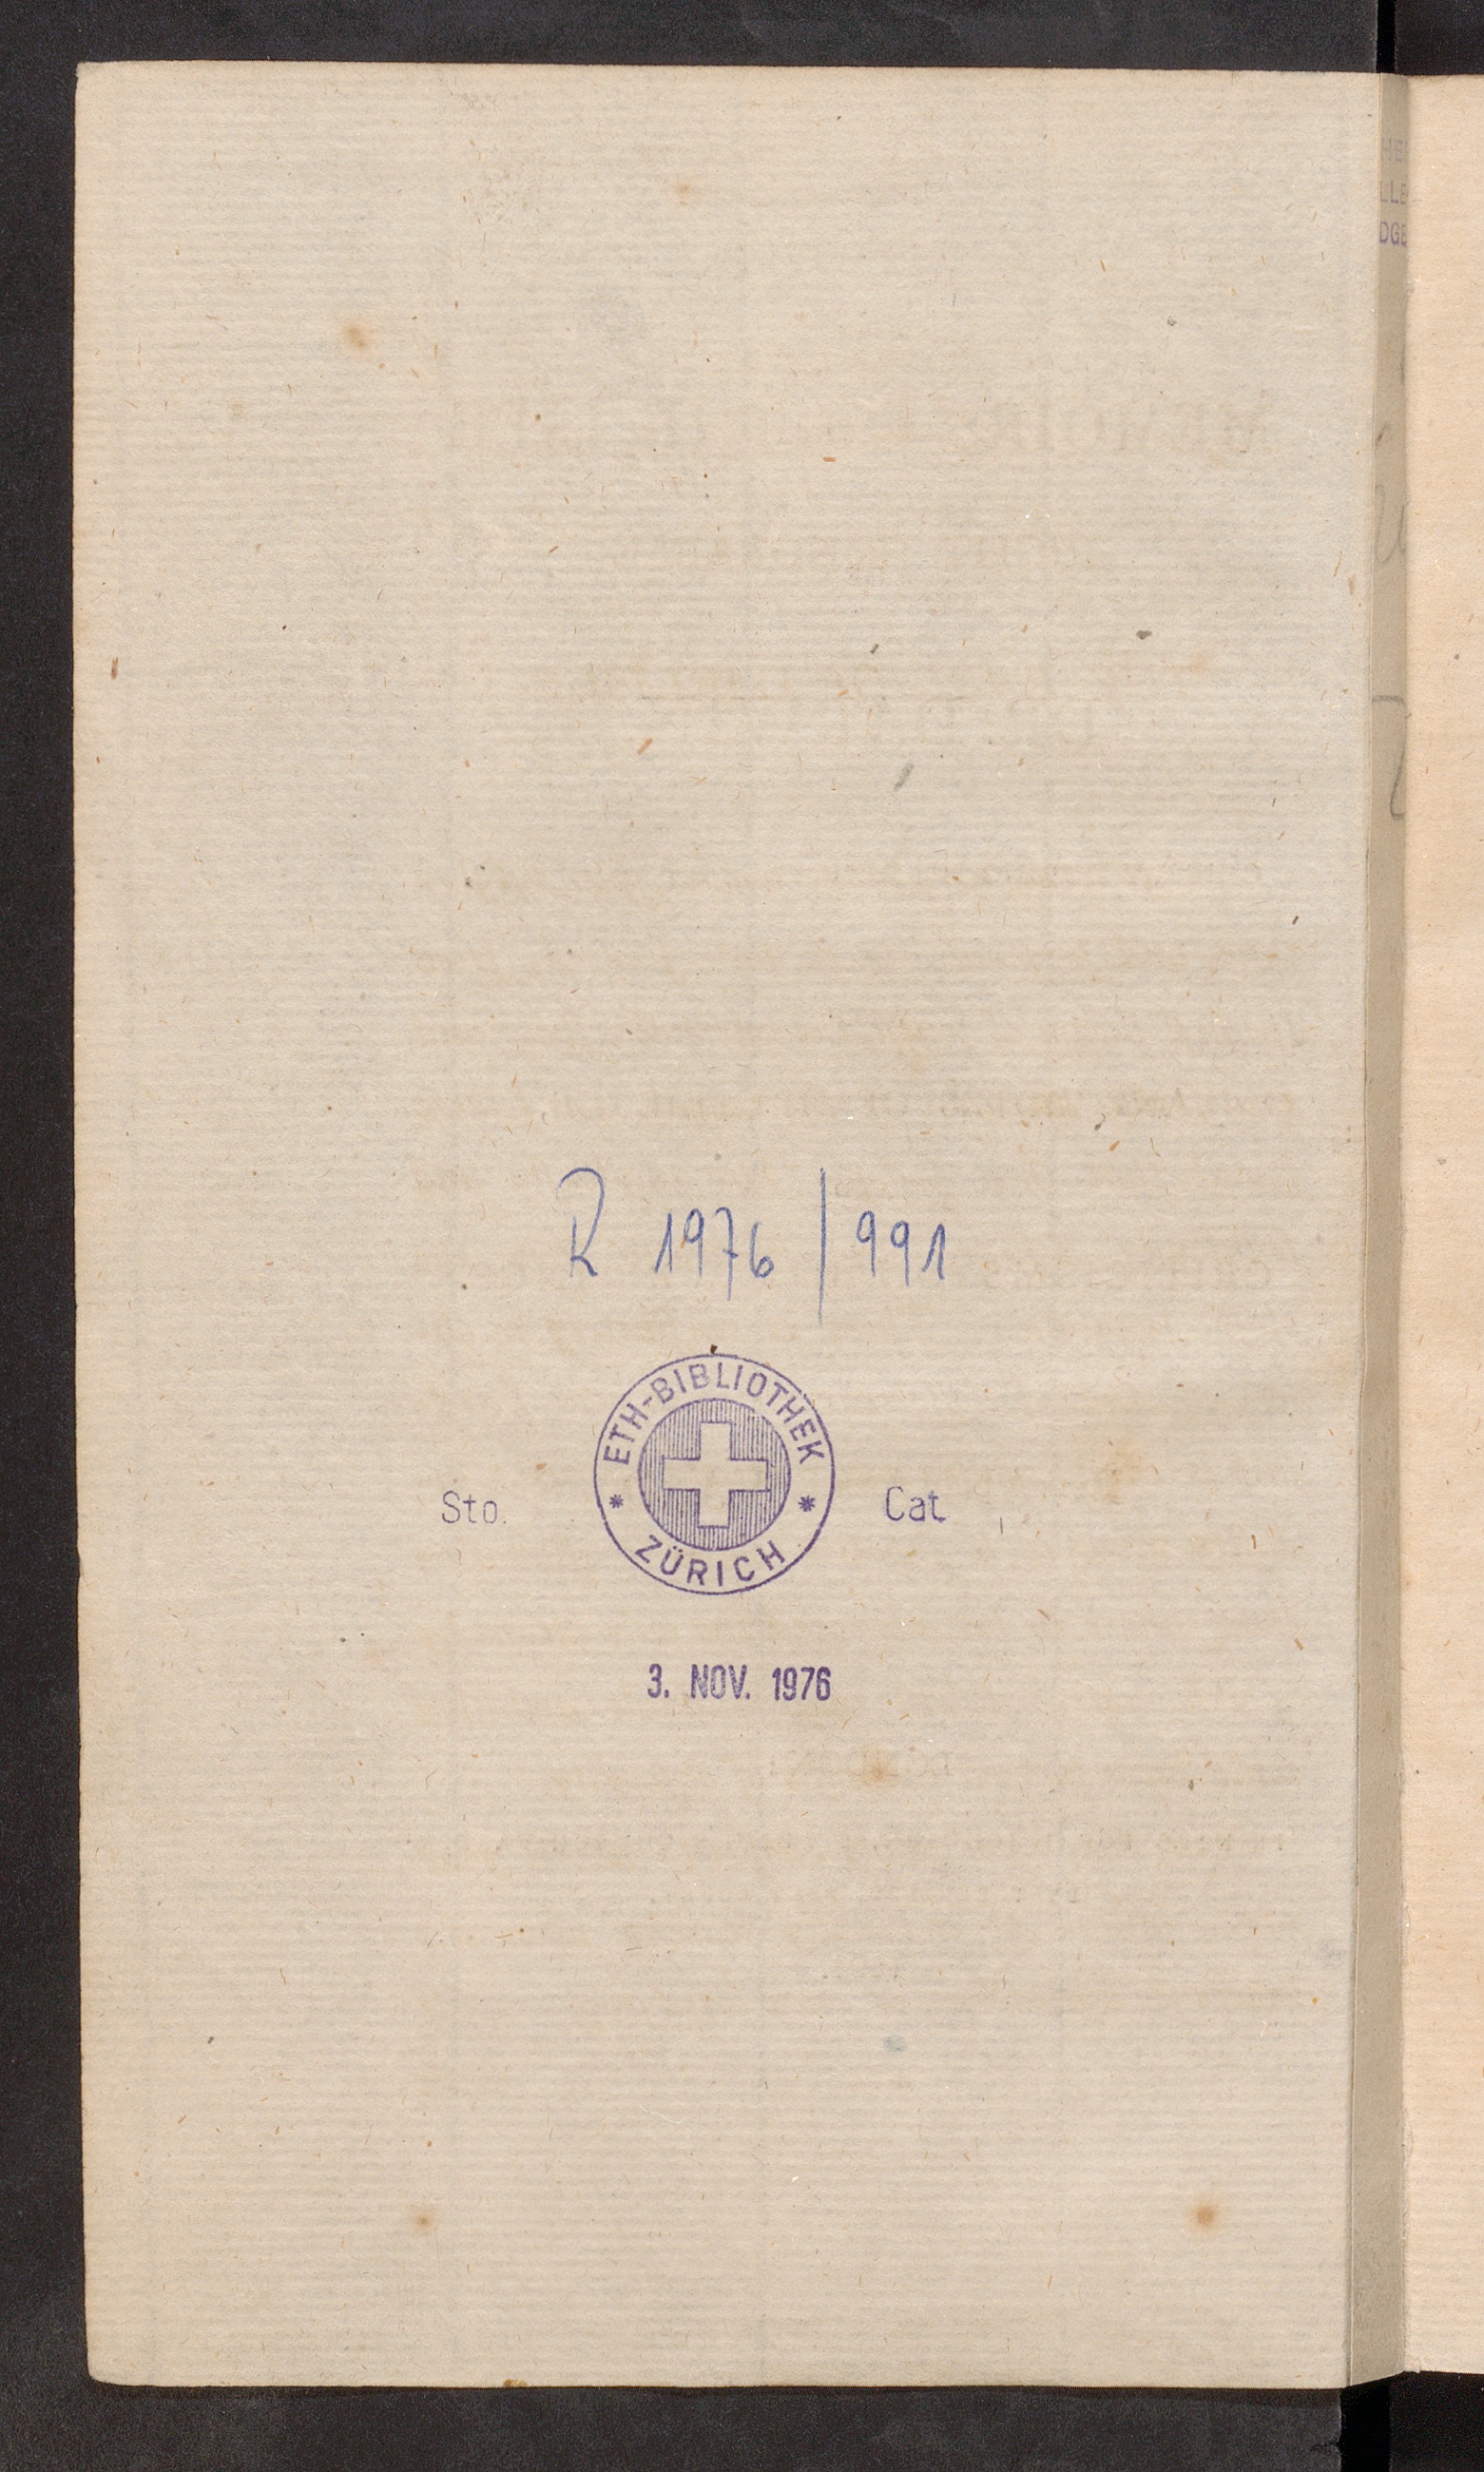 R 1976 / 991
ETH-BIBLIOTHEK
Sto.
Cat
ZÜRICH
3. NOV. 1976